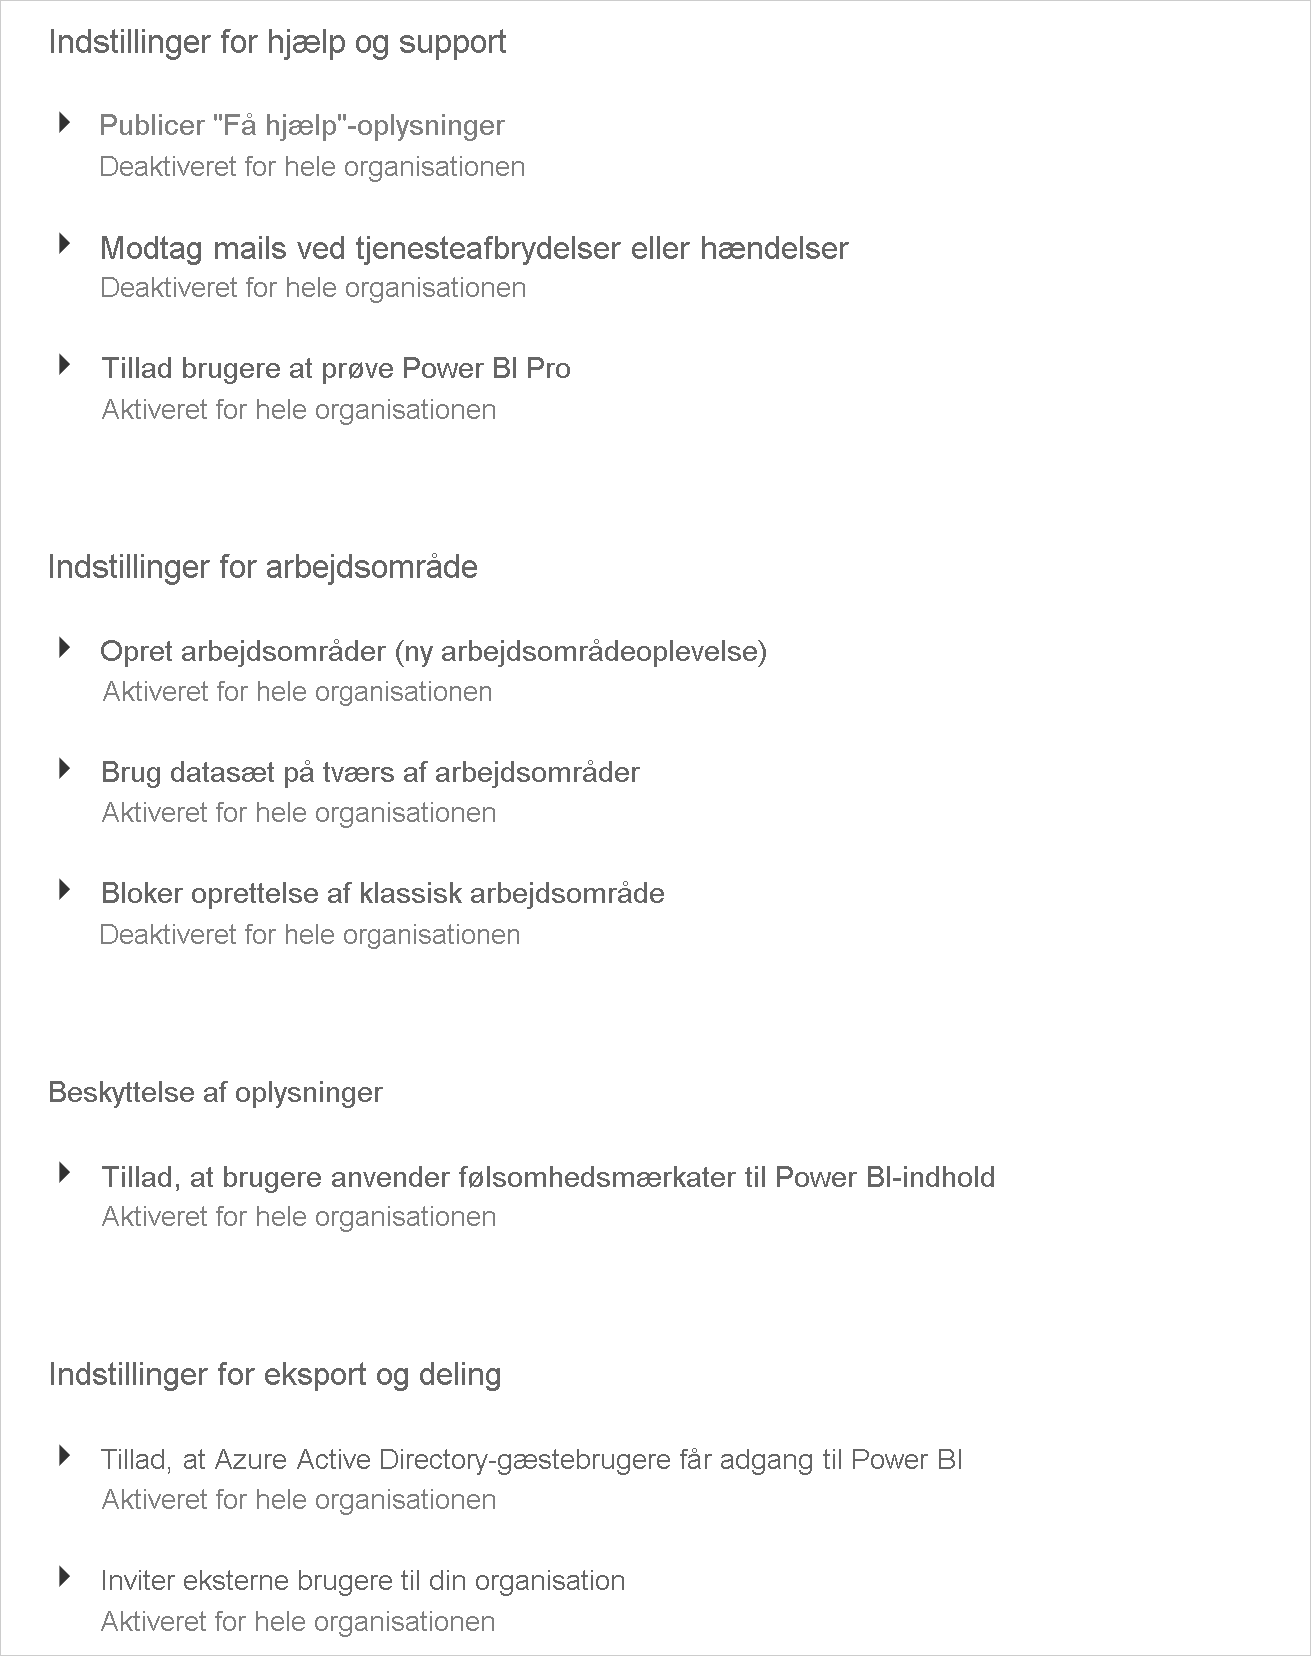 Indstillinger for hjælp og support
Publicer "Få hjælp"-oplysninger
Deaktiveret for hele organisationen
Modtag mails ved tjenesteafbrydelser eller hændelser
Deaktiveret for hele organisationen
Tillad brugere at prøve Power BI Pro
Aktiveret for hele organisationen
Indstillinger for arbejdsområde
Opret arbejdsområder (ny arbejdsområdeoplevelse)
Aktiveret for hele organisationen
Brug datasæt på tværs af arbejdsområder
Aktiveret for hele organisationen
Bloker oprettelse af klassisk arbejdsområde
Deaktiveret for hele organisationen
Beskyttelse af oplysninger
Tillad, at brugere anvender følsomhedsmærkater til Power BI-indhold
Aktiveret for hele organisationen
Indstillinger for eksport og deling
Tillad, at Azure Active Directory-gæstebrugere får adgang til Power BI
Aktiveret for hele organisationen
Inviter eksterne brugere til din organisation
Aktiveret for hele organisationen